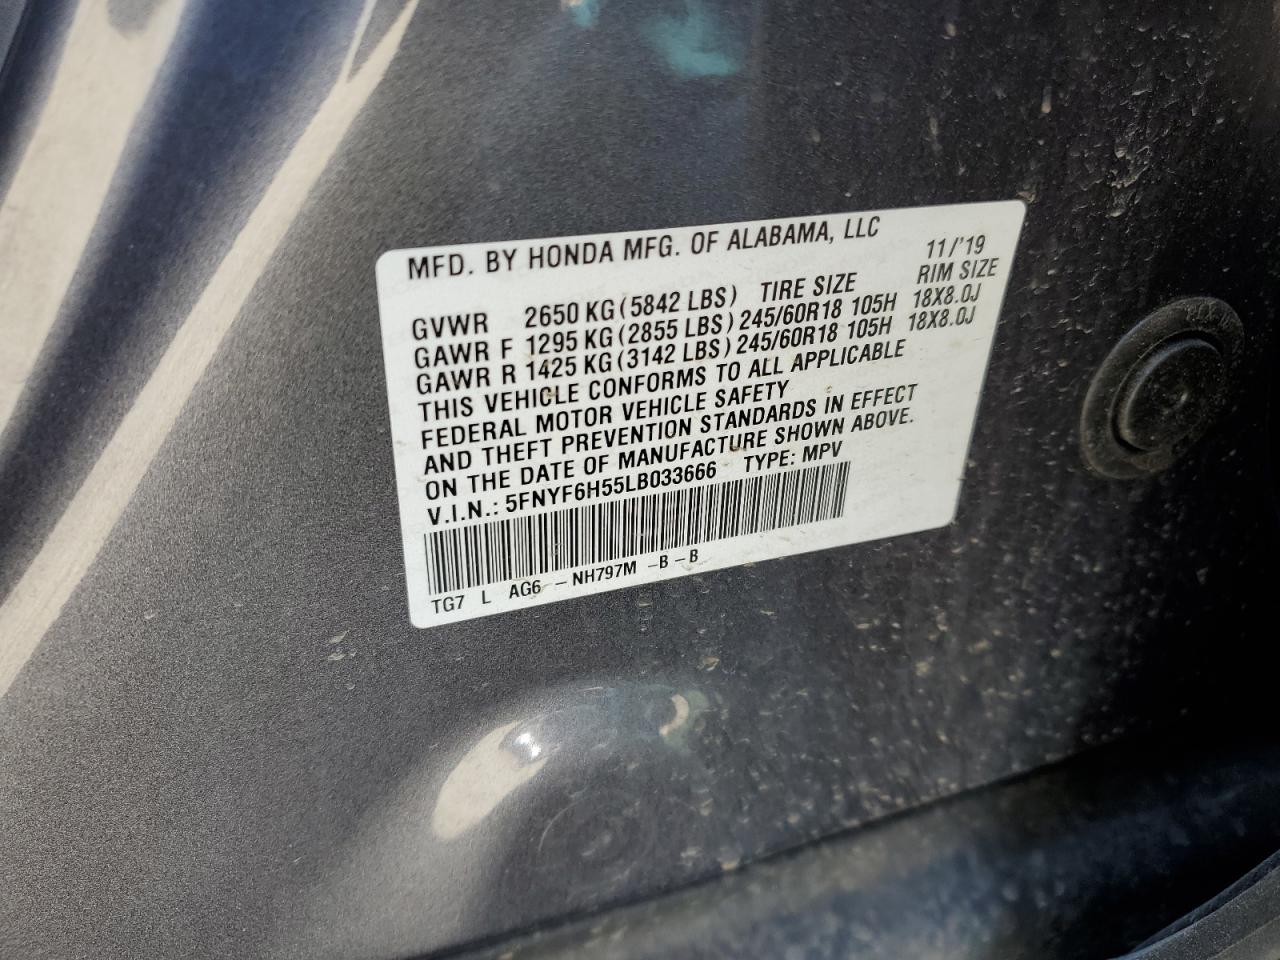 MFD. BY HONDA MFG. OF ALABAMA, LLC
11/'19
GVWR 2650 KG (5842 LBS) TIRE SIZE RIM SIZE
GAWR F 1295 KG (2855 LBS) 245/60R18 105H 18X8.0J
GAWR R 1425 KG (3142 LBS) 245/60R18 105H 18X8.0J
THIS VEHICLE CONFORMS TO ALL APPLICABLE
FEDERAL MOTOR VEHICLE SAFETY
AND THEFT PREVENTION STANDARDS IN EFFECT
ON THE DATE OF MANUFACTURE SHOWN ABOVE.
V.I.N.: 5FNYF6H55LB033666 TYPE: MPV
TG7 L AG6 - NH797M -B - B